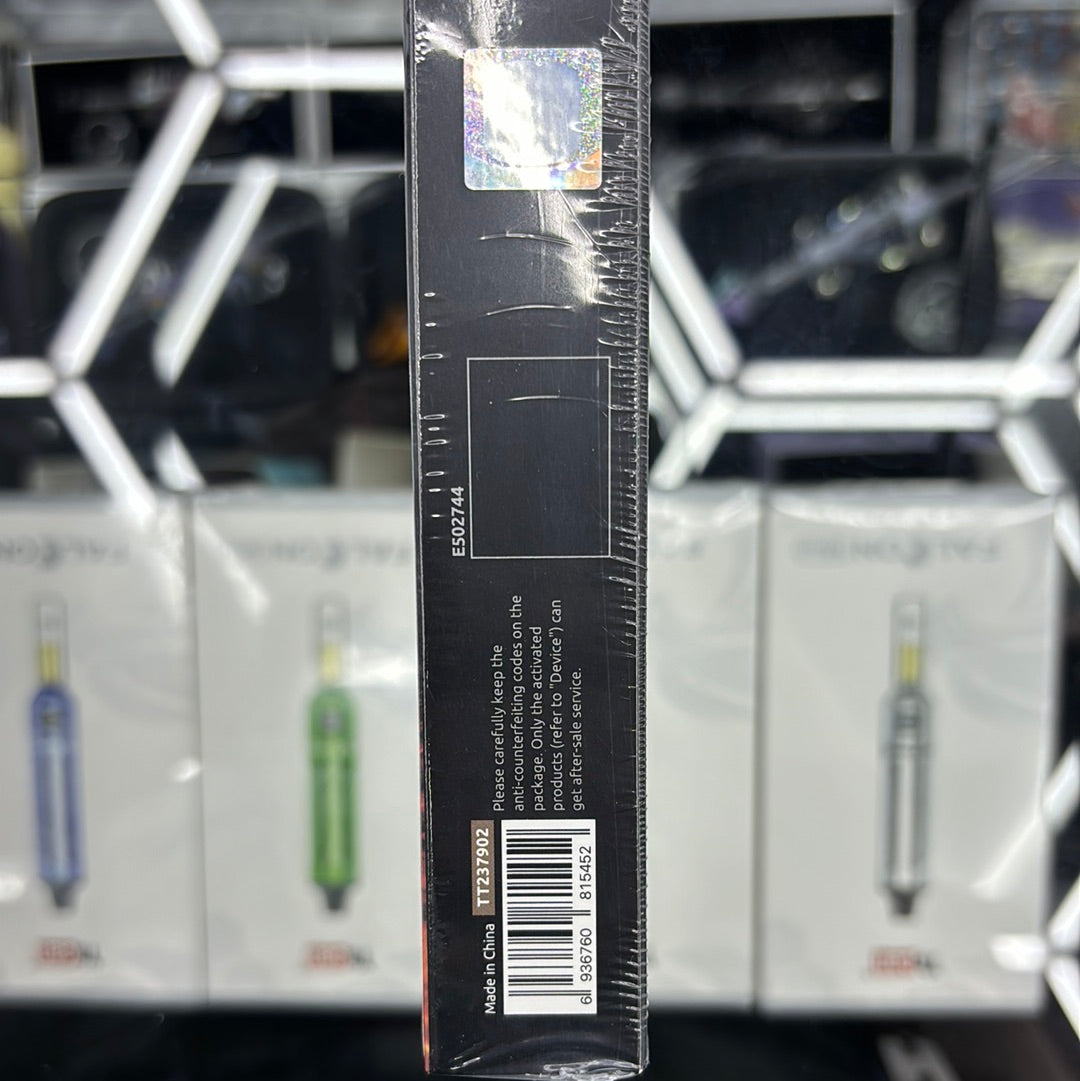 E502744
Please carefully keep the
anti-counterfeiting codes on the
package. Only the activated
products (refer to "Device") can
get after-sale service.
TT237902
Made in China
6 936760 815452